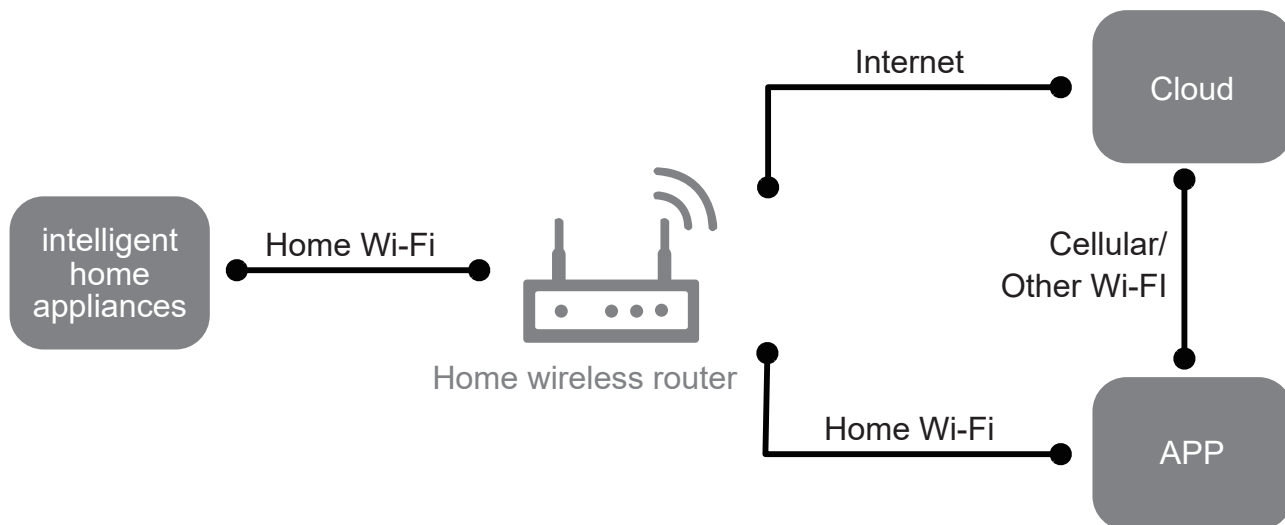 Internet
Cloud
intelligent
home
appliances
Home Wi-Fi
Cellular/
Other Wi-FI
Home wireless router
Home Wi-Fi
APP